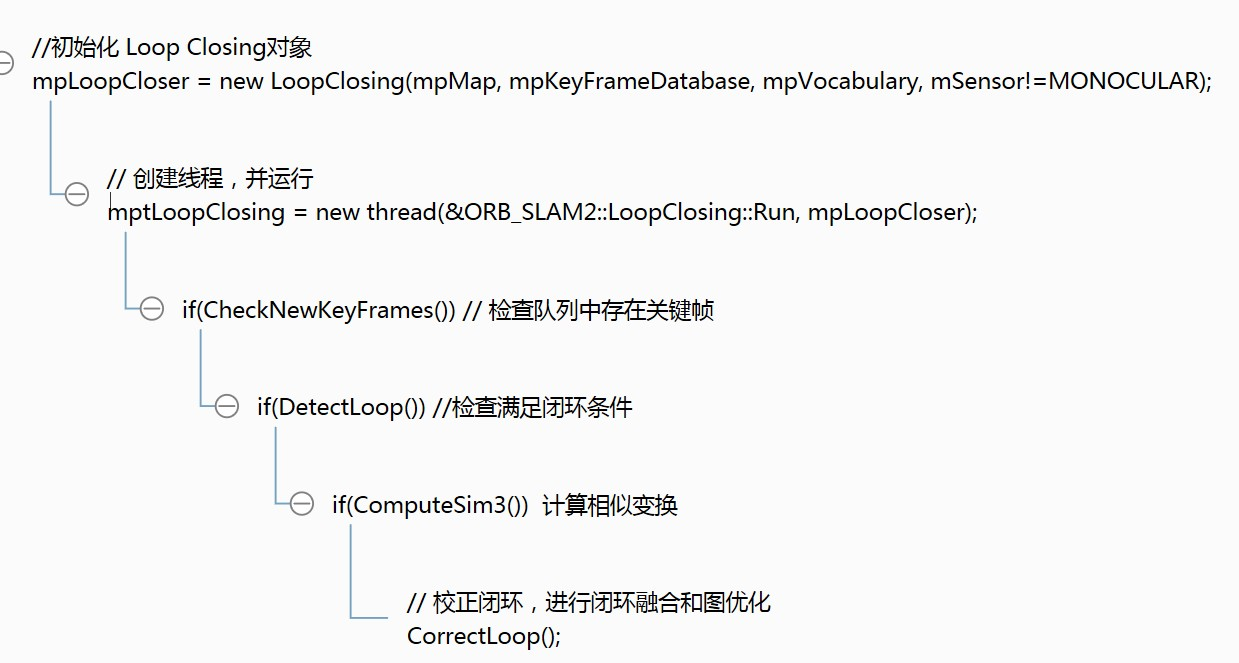 //初始化 Loop Closing对象
mpLoopCloser = new LoopClosing(mpMap, mpKeyFrameDatabase, mpVocabulary, mSensor!=MONOCULAR);
// 创建线程，并运行
mptLoopClosing = new thread(&ORB_SLAM2::LoopClosing::Run, mpLoopCloser);
if(CheckNewKeyFrames()) // 检查队列中存在关键帧
if(DetectLoop()) //检查满足闭环条件
if(ComputeSim3())  计算相似变换
// 校正闭环，进行闭环融合和图优化
CorrectLoop();